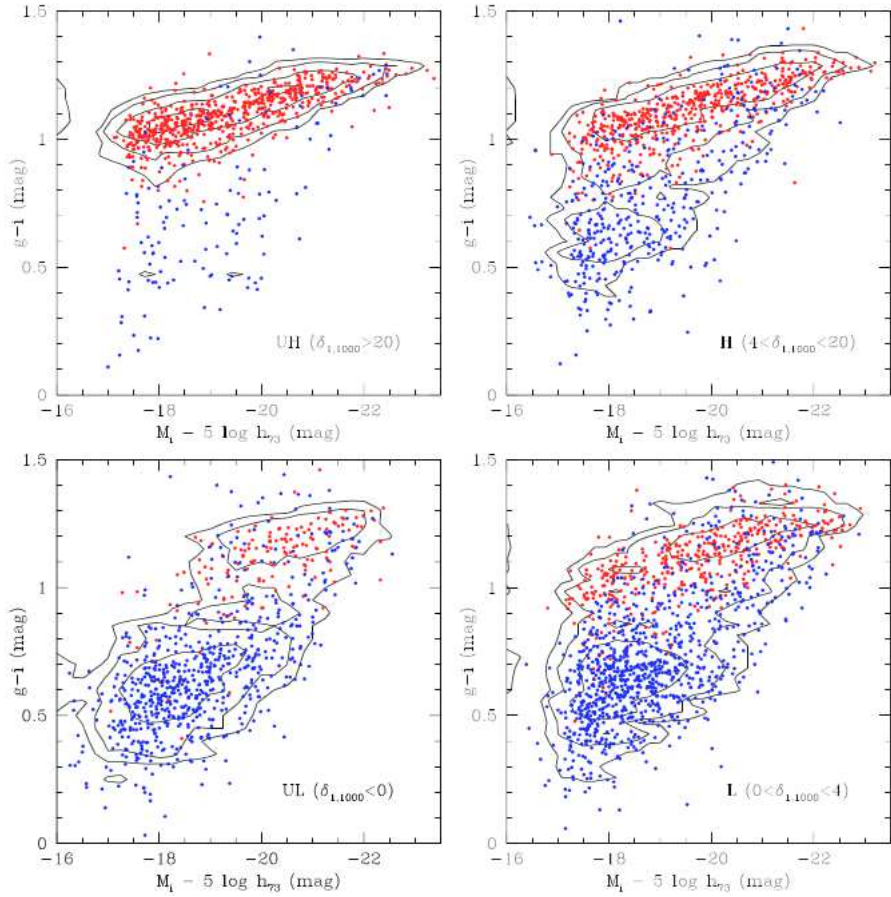 1.5
1
0.5
0
g−i (mag)
UH (δ1,1000>20)
−16 −18 −20 −22
Mi − 5 log h73 (mag)
1.5
1
0.5
0
g−i (mag)
H (4<δ1,1000<20)
−16 −18 −20 −22
Mi − 5 log h73 (mag)
1.5
1
0.5
0
g−i (mag)
UL (δ1,1000<0)
−16 −18 −20 −22
Mi − 5 log h73 (mag)
1.5
1
0.5
0
g−i (mag)
L (0<δ1,1000<4)
−16 −18 −20 −22
Mi − 5 log h73 (mag)